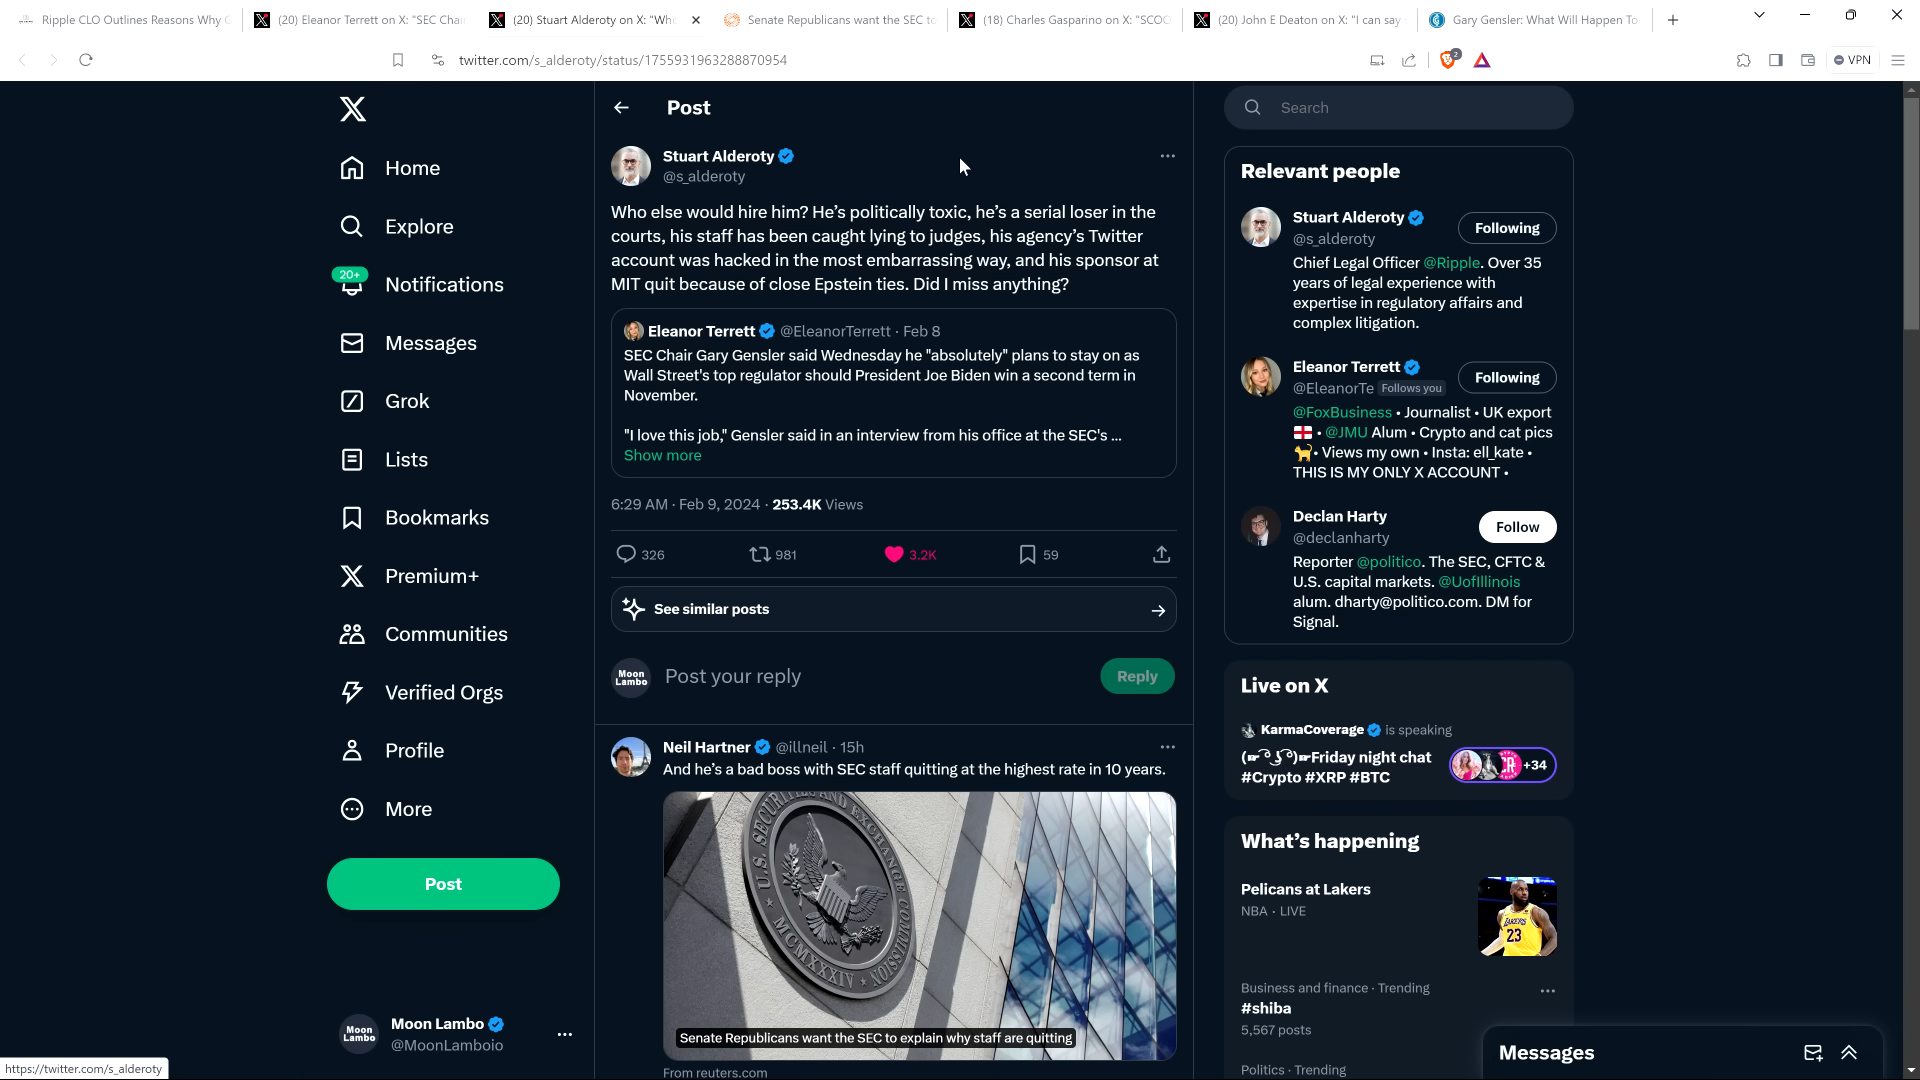 Ripple CLO Outlines Reasons Why G
(20) Eleanor Terrett on X: "SEC Chai
(20) Stuart Alderoty on X: "Who
Senate Republicans want the SEC to
(18) Charles Gasparino on X: "SCOO
(20) John E Deaton on X: "I can say
Gary Gensler: What Will Happen To
twitter.com/s_alderoty/status/1755931963288870954
2
VPN
Home
Explore
20+
Notifications
Messages
Grok
Lists
Bookmarks
Premium+
Communities
Verified Orgs
Profile
More
Post
Moon Lambo
Moon Lambo
@MoonLamboio
https://twitter.com/s_alderoty
Post
Stuart Alderoty
@s_alderoty
Who else would hire him? He's politically toxic, he's a serial loser in the
courts, his staff has been caught lying to judges, his agency's Twitter
account was hacked in the most embarrassing way, and his sponsor at
MIT quit because of close Epstein ties. Did I miss anything?
Eleanor Terrett @EleanorTerrett · Feb 8
SEC Chair Gary Gensler said Wednesday he "absolutely" plans to stay on as
Wall Street's top regulator should President Joe Biden win a second term in
November.
"I love this job," Gensler said in an interview from his office at the SEC's ...
Show more
6:29 AM · Feb 9, 2024 · 253.4K Views
326 981 3.2K 59
See similar posts
Moon Lambo
Post your reply
Reply
Neil Hartner @illneil · 15h
And he's a bad boss with SEC staff quitting at the highest rate in 10 years.
U.S. SECURITIES AND EXCHANGE COMMISSION
MCMXXXIV
Senate Republicans want the SEC to explain why staff are quitting
From reuters.com
Search
Relevant people
Stuart Alderoty
@s_alderoty
Following
Chief Legal Officer @Ripple. Over 35
years of legal experience with
expertise in regulatory affairs and
complex litigation.
Eleanor Terrett
@EleanorTe Follows you
Following
@FoxBusiness • Journalist • UK export
🏴󠁧󠁢󠁥󠁮󠁧󠁿 • @JMU Alum • Crypto and cat pics
🐈 • Views my own • Insta: ell_kate •
THIS IS MY ONLY X ACCOUNT •
Declan Harty
@declanharty
Follow
Reporter @politico. The SEC, CFTC &
U.S. capital markets. @UofIllinois
alum. dharty@politico.com. DM for
Signal.
Live on X
KarmaCoverage is speaking
(☞ ͡° ͜ʖ ͡°)☞Friday night chat
#Crypto #XRP #BTC
+34
What's happening
Pelicans at Lakers
NBA · LIVE
LAKERS
23
Business and finance · Trending
#shiba
5,567 posts
Politics · Trending
Messages